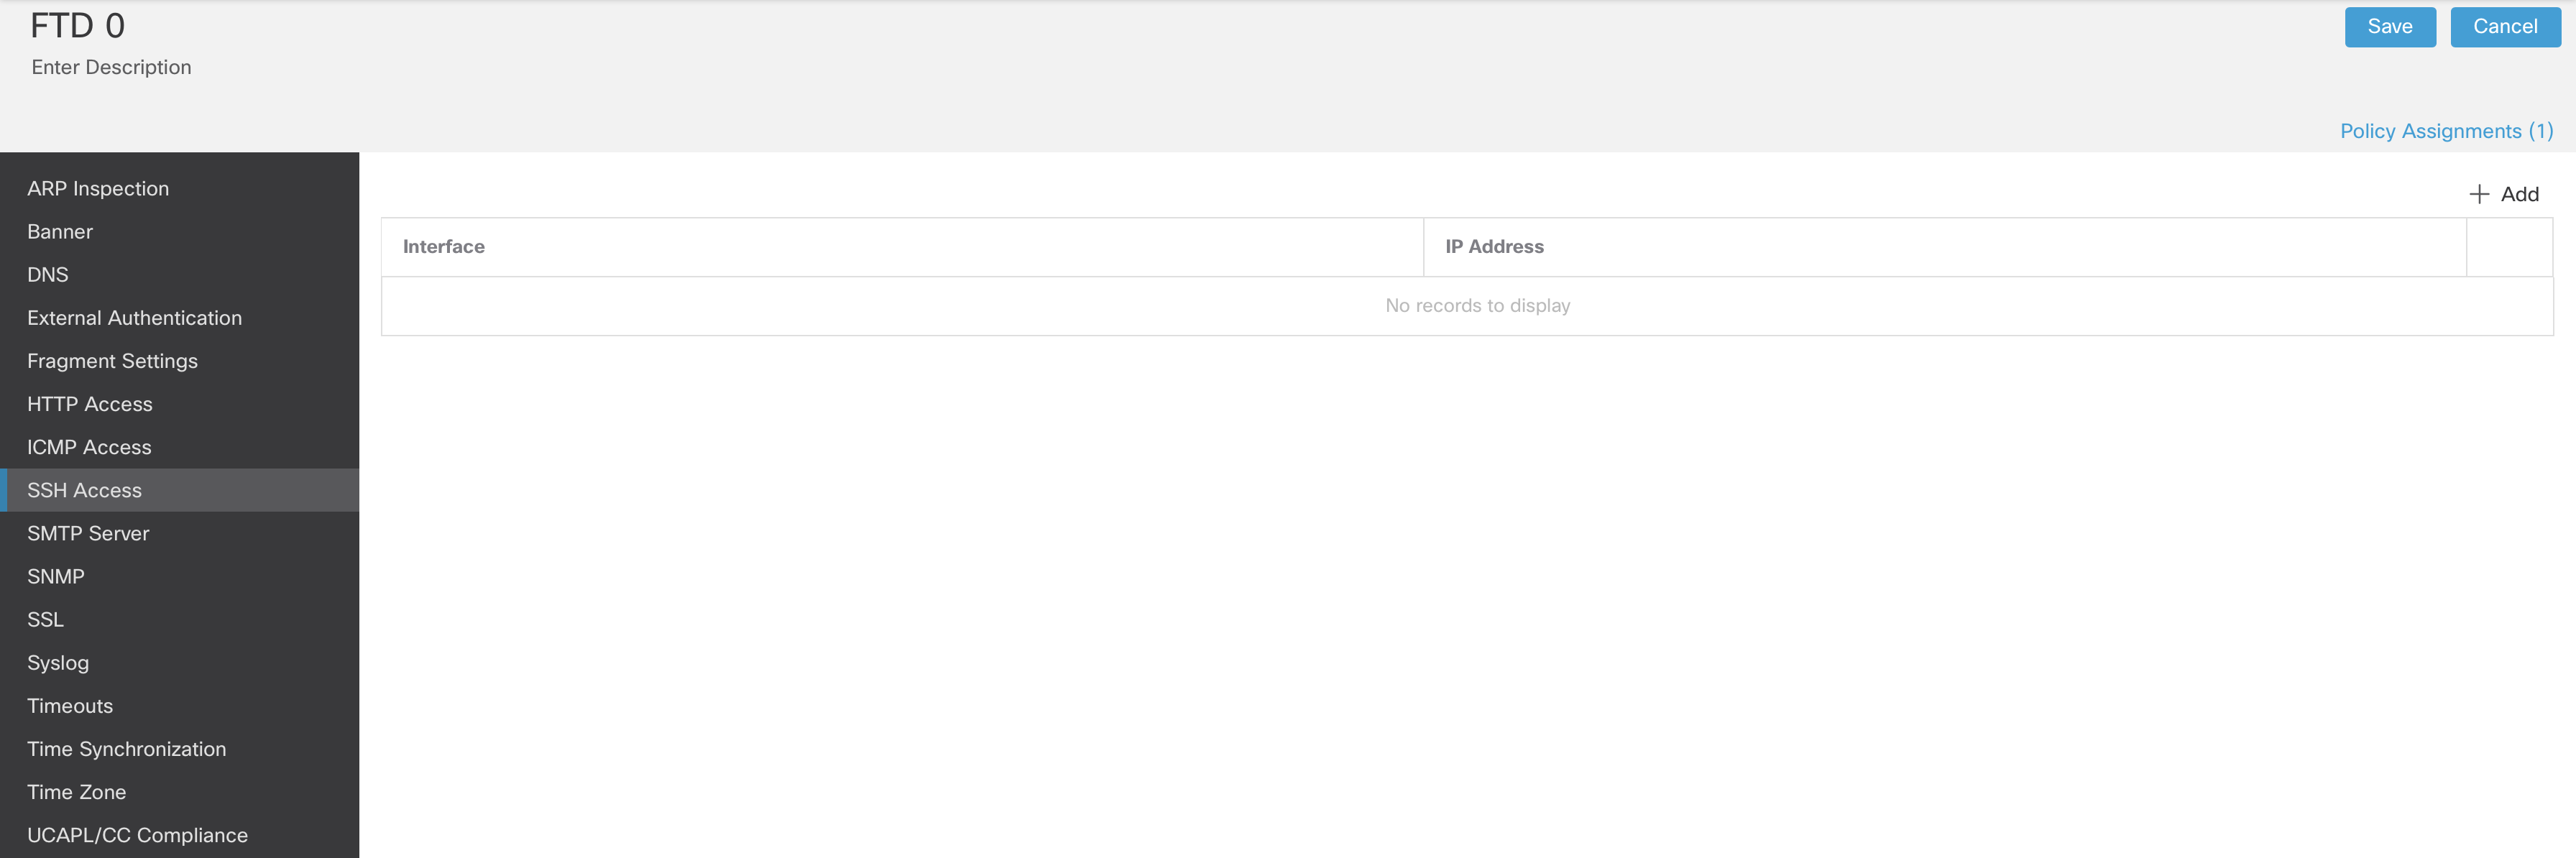 FTD 0
Save
Cancel
Enter Description
Policy Assignments (1)
ARP Inspection
Banner
DNS
External Authentication
Fragment Settings
HTTP Access
ICMP Access
SSH Access
SMTP Server
SNMP
SSL
Syslog
Timeouts
Time Synchronization
Time Zone
UCAPL/CC Compliance
Add
Interface
IP Address
No records to display